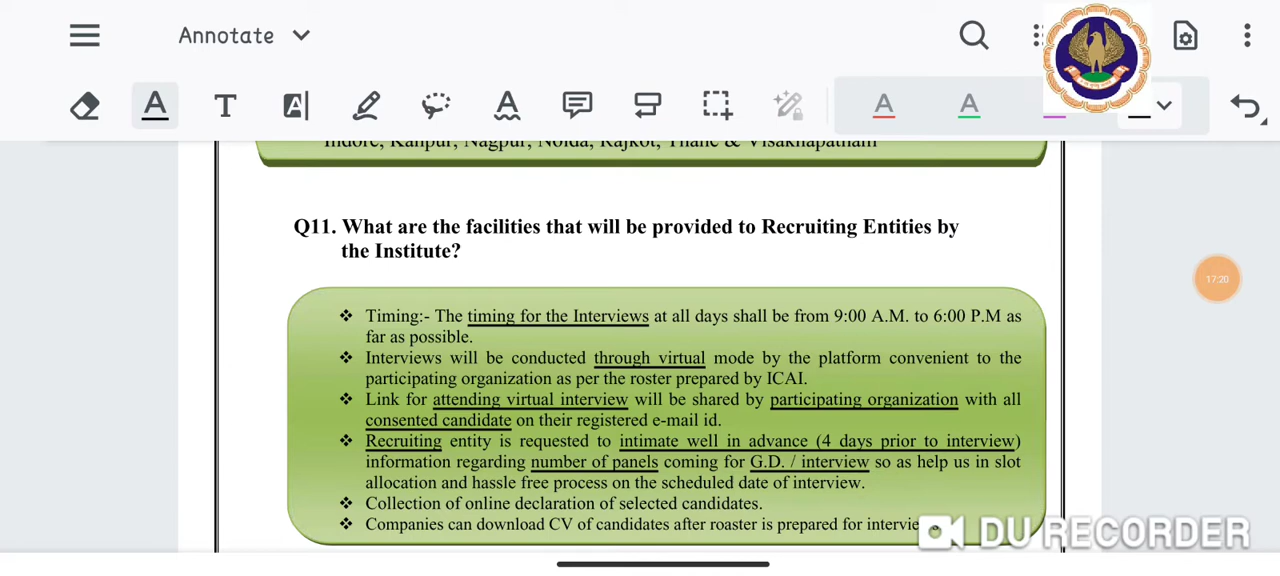 Annotate
Indore, Kanpur, Nagpur, Noida, Rajkot, Thane & Visakhapatnam
Q11. What are the facilities that will be provided to Recruiting Entities by
the Institute?
17:20
❖ Timing:- The timing for the Interviews at all days shall be from 9:00 A.M. to 6:00 P.M as
far as possible.
❖ Interviews will be conducted through virtual mode by the platform convenient to the
participating organization as per the roster prepared by ICAI.
❖ Link for attending virtual interview will be shared by participating organization with all
consented candidate on their registered e-mail id.
❖ Recruiting entity is requested to intimate well in advance (4 days prior to interview)
information regarding number of panels coming for G.D. / interview so as help us in slot
allocation and hassle free process on the scheduled date of interview.
❖ Collection of online declaration of selected candidates.
❖ Companies can download CV of candidates after roaster is prepared for
DU RECORDER